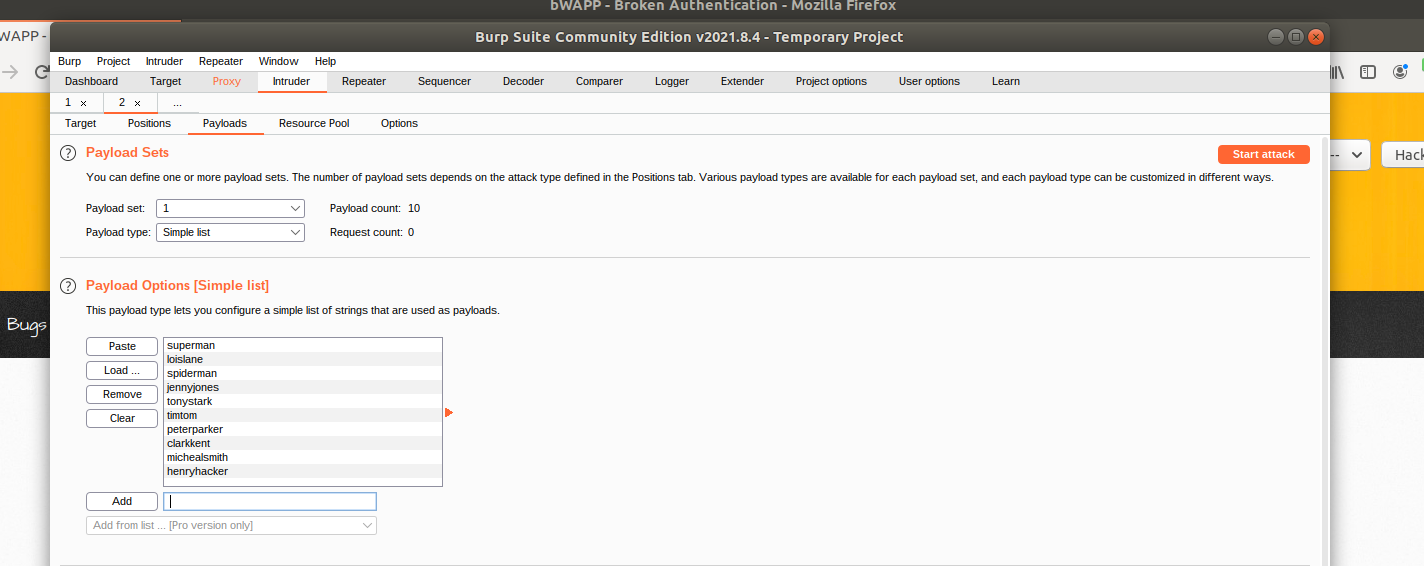 bWAPP - Broken Authentication - Mozilla Firefox
WAPP -
Burp Suite Community Edition v2021.8.4 - Temporary Project
Burp Project Intruder Repeater Window Help
Dashboard Target Proxy Intruder Repeater Sequencer Decoder Comparer Logger Extender Project options User options Learn
1 × 2 × ...
Target Positions Payloads Resource Pool Options
? Payload Sets
Start attack
Hack
You can define one or more payload sets. The number of payload sets depends on the attack type defined in the Positions tab. Various payload types are available for each payload set, and each payload type can be customized in different ways.
Payload set: 1 Payload count: 10
Payload type: Simple list Request count: 0
? Payload Options [Simple list]
This payload type lets you configure a simple list of strings that are used as payloads.
Bugs
Paste
Load ...
Remove
Clear
superman
loislane
spiderman
jennyjones
tonystark
timtom
peterparker
clarkkent
michealsmith
henryhacker
Add
Add from list ... [Pro version only]